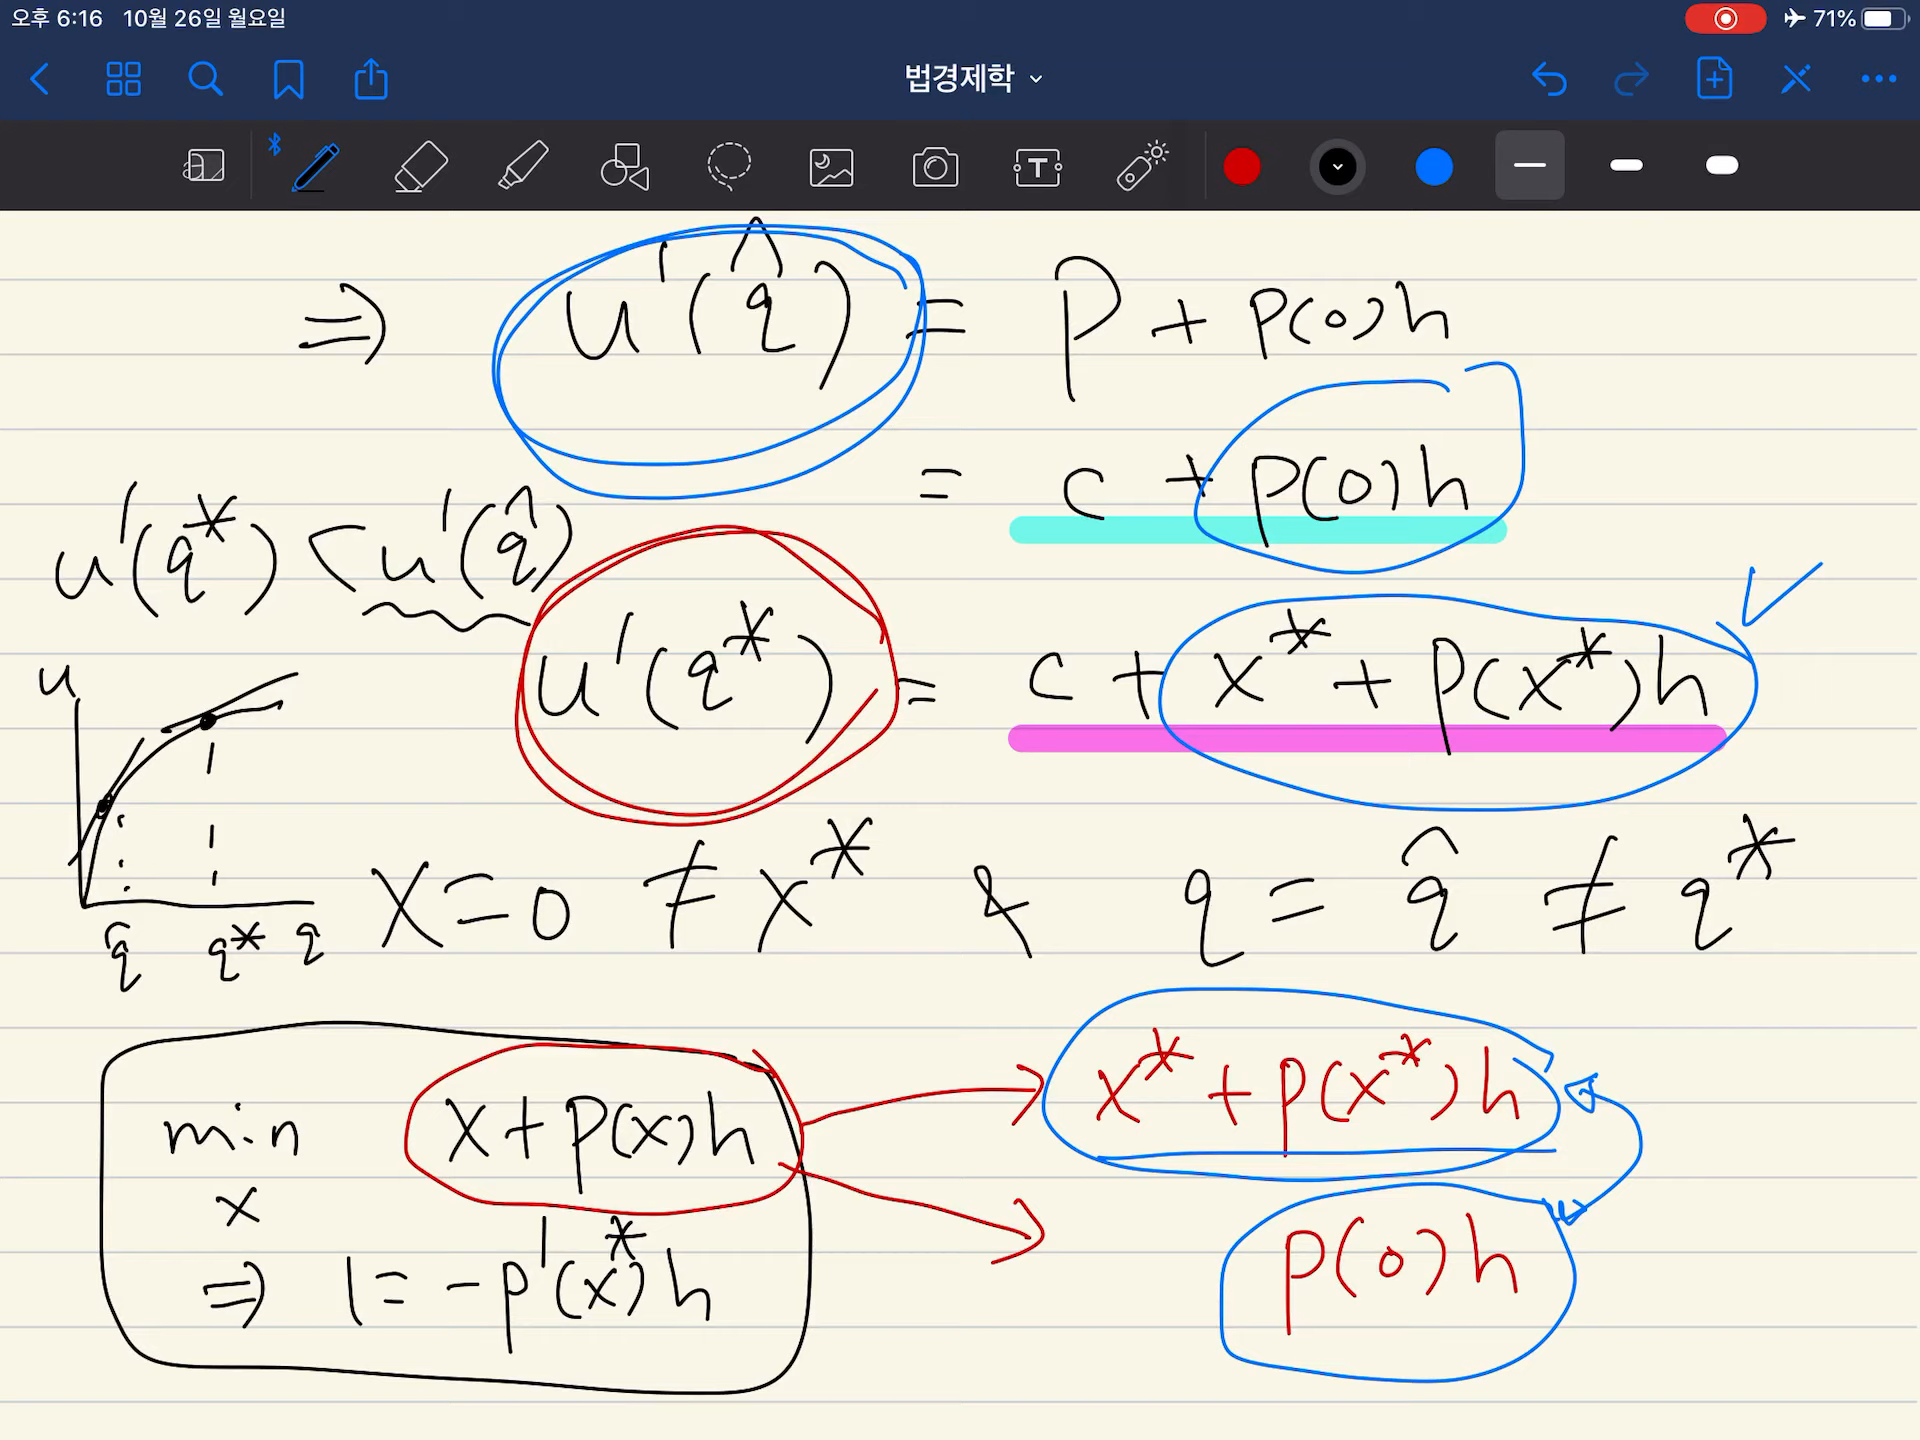 오후 6:16 10월 26일 월요일 71%
법경제학
⇒ u'(q̂) = P + p(0)h
= c + p(0)h
u'(q*) < u'(q̂)
u'(q*) = c + x* + p(x*)h
u
q̂ q* q
x=0 ≠ x* & q = q̂ ≠ q*
min x + p(x)h
x
⇒ 1 = -p'(x*)h
x* + p(x*)h
p(0)h